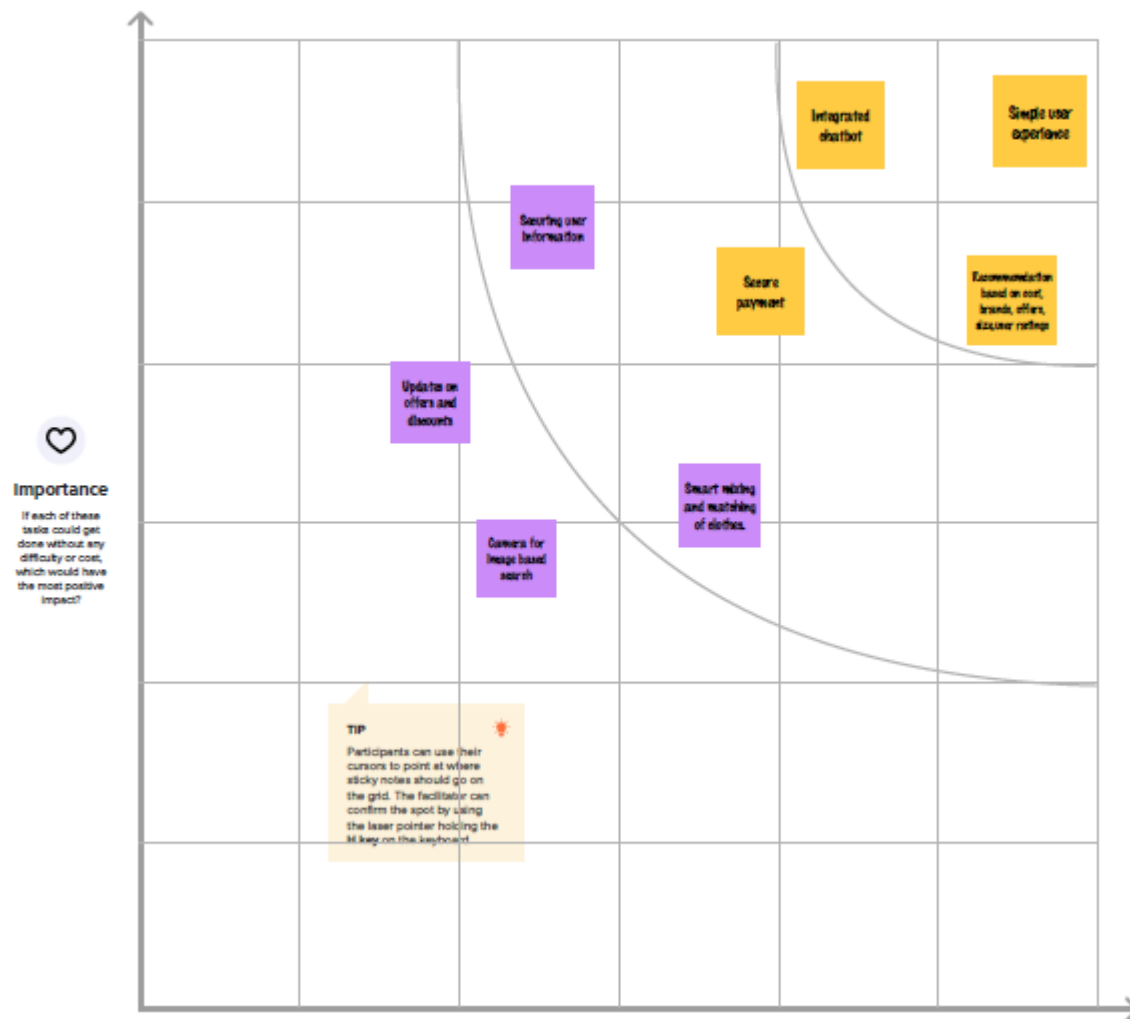 Integrated
chatbot
Simple user
experience
Securing user
information
Secure
payment
Recommendation
based on cost,
brands, offers,
size,user ratings
Updates on
offers and
discounts
Smart mixing
and matching
of clothes.
Camera for
image based
search
Importance
If each of these
tasks could get
done without any
difficulty or cost,
which would have
the most positive
impact?
TIP
Participants can use their
cursors to point at where
sticky notes should go on
the grid. The facilitator can
confirm the spot by using
the laser pointer holding the
H key on the keyboard.